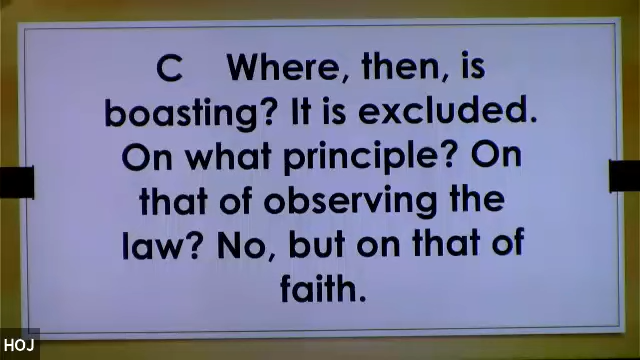 C Where, then, is
boasting? It is excluded.
On what principle? On
that of observing the
law? No, but on that of
faith.
HOJ